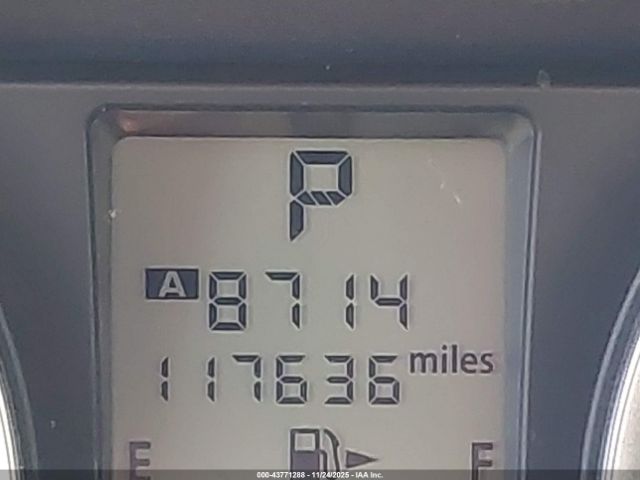 P
A 8714
117636 miles
E F
000-43771288 - 11/24/2025 - IAA Inc.